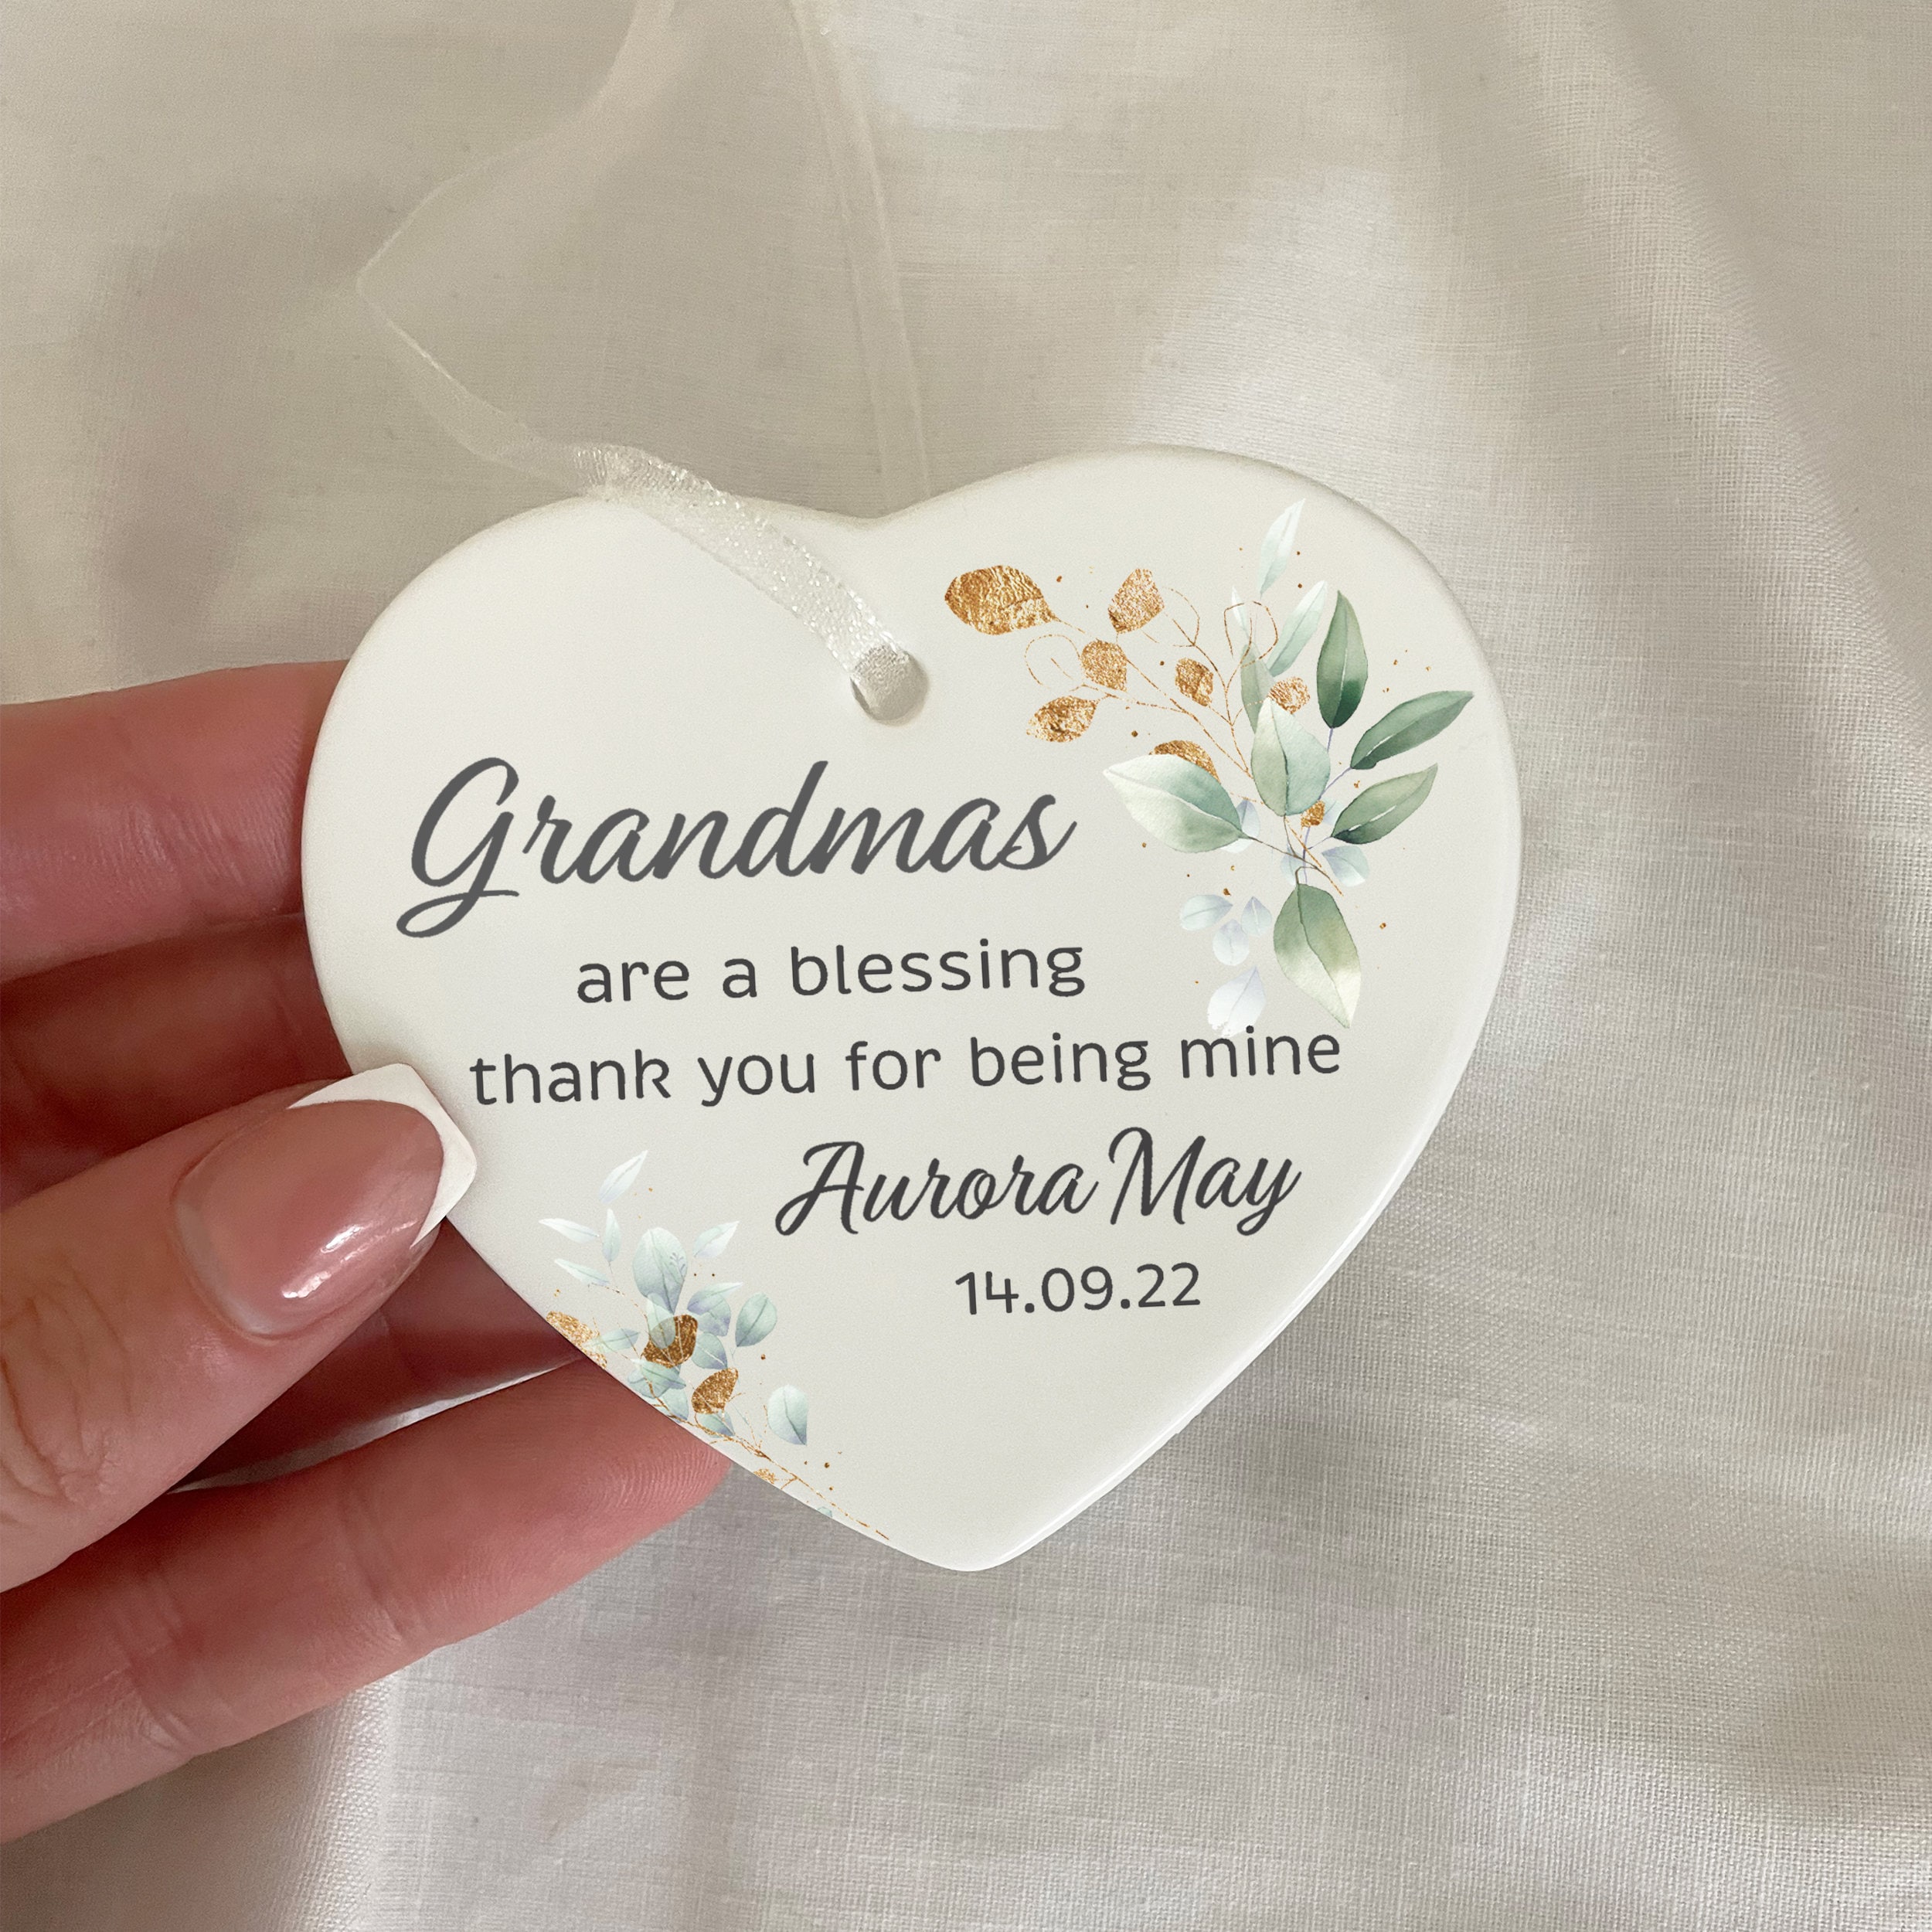 Grandmas
are a blessing
thank you for being mine
Aurora May
14.09.22